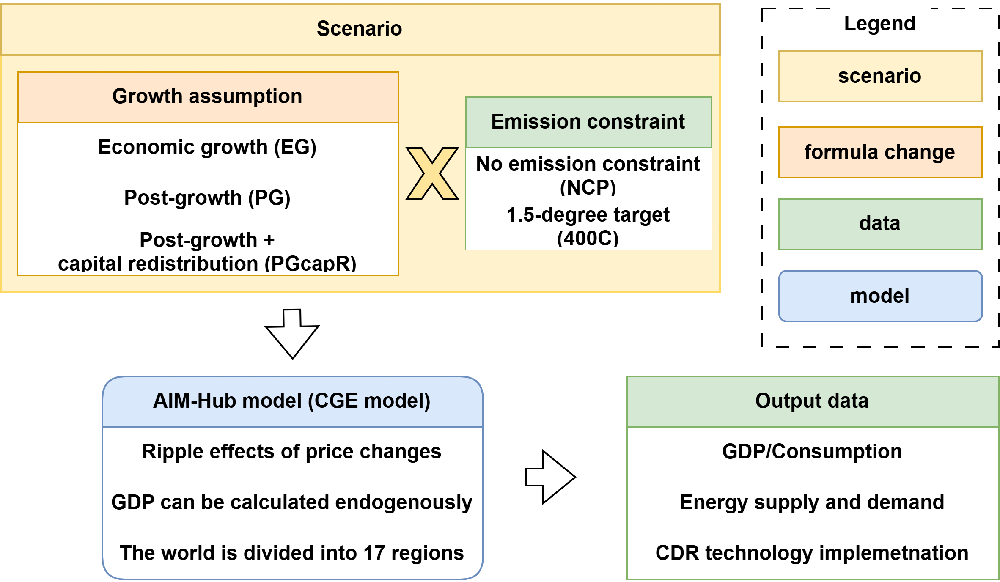 Scenario
Growth assumption
Economic growth (EG)
Post-growth (PG)
Post-growth +
capital redistribution (PGcapR)
X
Emission constraint
No emission constraint
(NCP)
1.5-degree target
(400C)
Legend
scenario
formula change
data
model
AIM-Hub model (CGE model)
Ripple effects of price changes
GDP can be calculated endogenously
The world is divided into 17 regions
Output data
GDP/Consumption
Energy supply and demand
CDR technology implemetnation